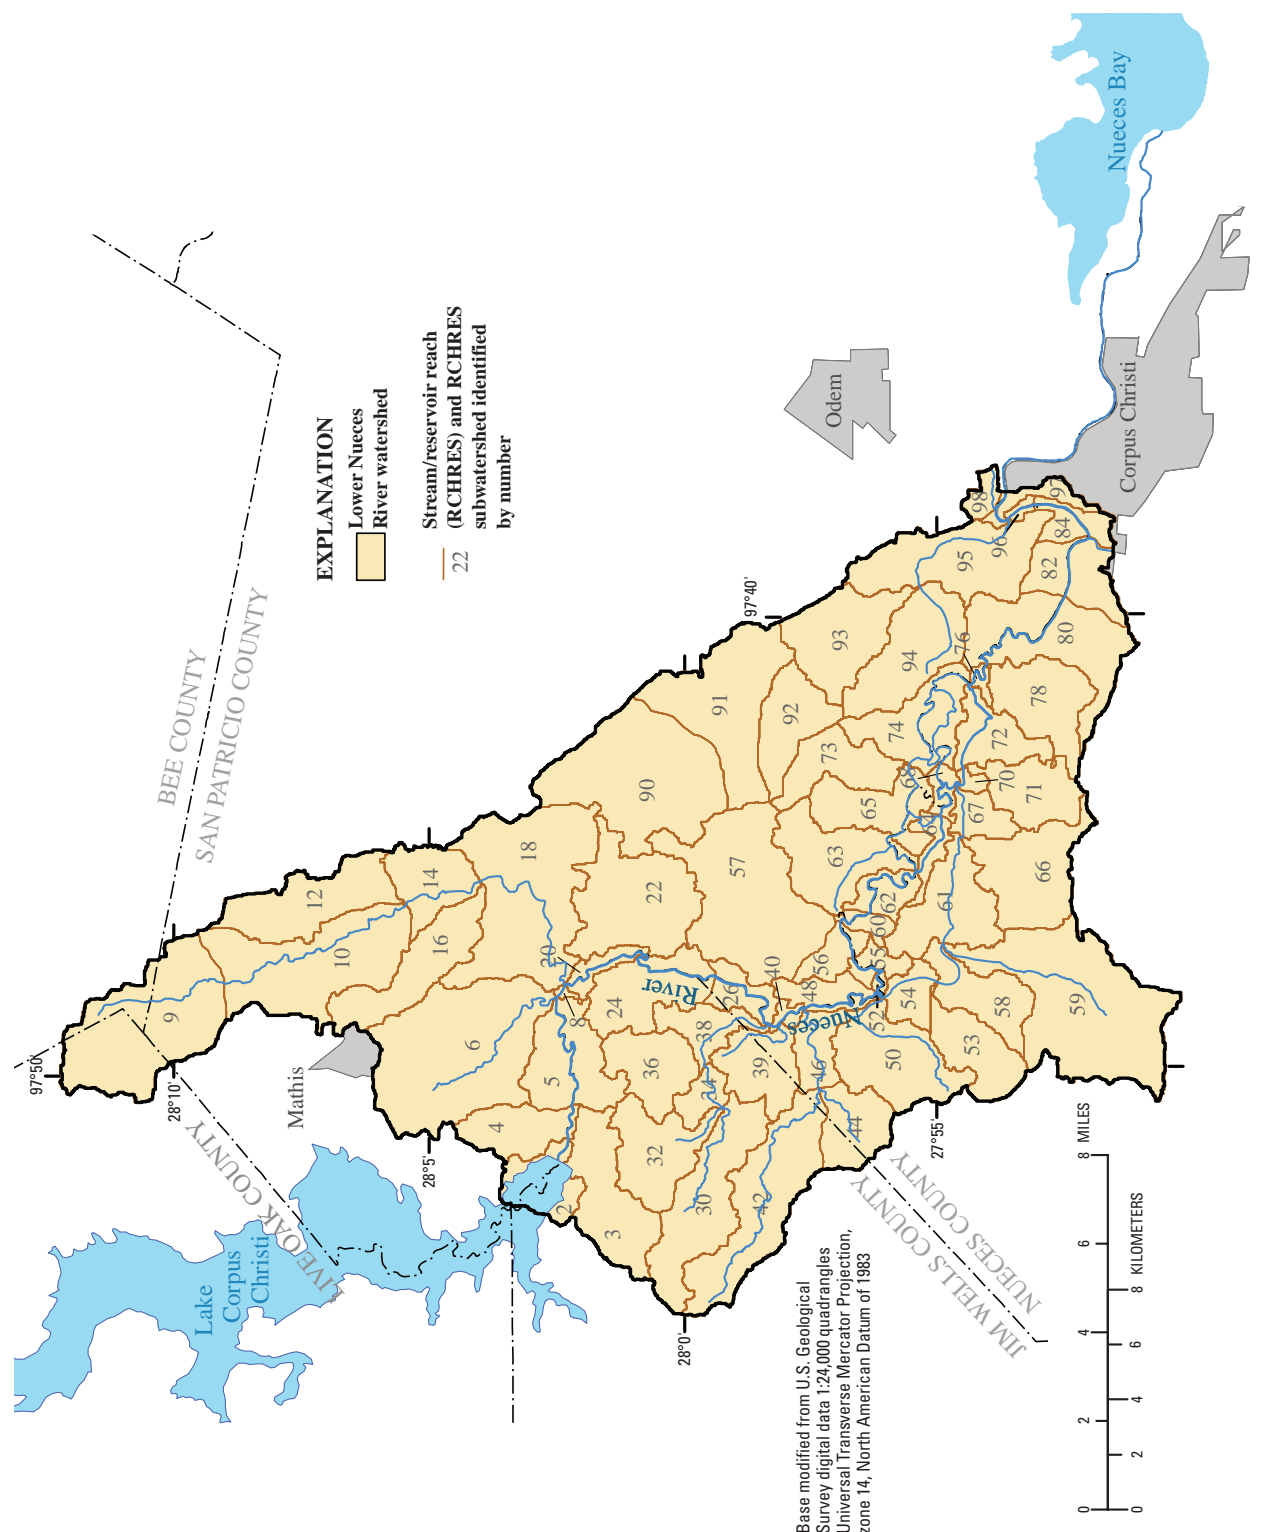 97°50'
97°40'
28°10'
28°5'
28°0'
27°55'
BEE COUNTY
SAN PATRICIO COUNTY
LIVE OAK COUNTY
JIM WELLS COUNTY
NUECES COUNTY
Lake
Corpus
Christi
Mathis
Odem
Corpus Christi
Nueces Bay
Nueces
River
EXPLANATION
Lower Nueces
River watershed
22
Stream/reservoir reach
(RCHRES) and RCHRES
subwatershed identified
by number
9
12
10
14
16
18
6
4
5
8
20
2
3
24
22
36
32
30
34
38
26
39
40
42
44
46
48
50
52
53
54
55
56
57
58
59
60
61
62
63
64
65
66
67
68
70
71
72
73
74
76
78
80
82
84
90
91
92
93
94
95
96
97
98
Base modified from U.S. Geological
Survey digital data 1:24,000 quadrangles
Universal Transverse Mercator Projection,
zone 14, North American Datum of 1983
0 2 4 6 8 MILES
0 2 4 6 8 KILOMETERS